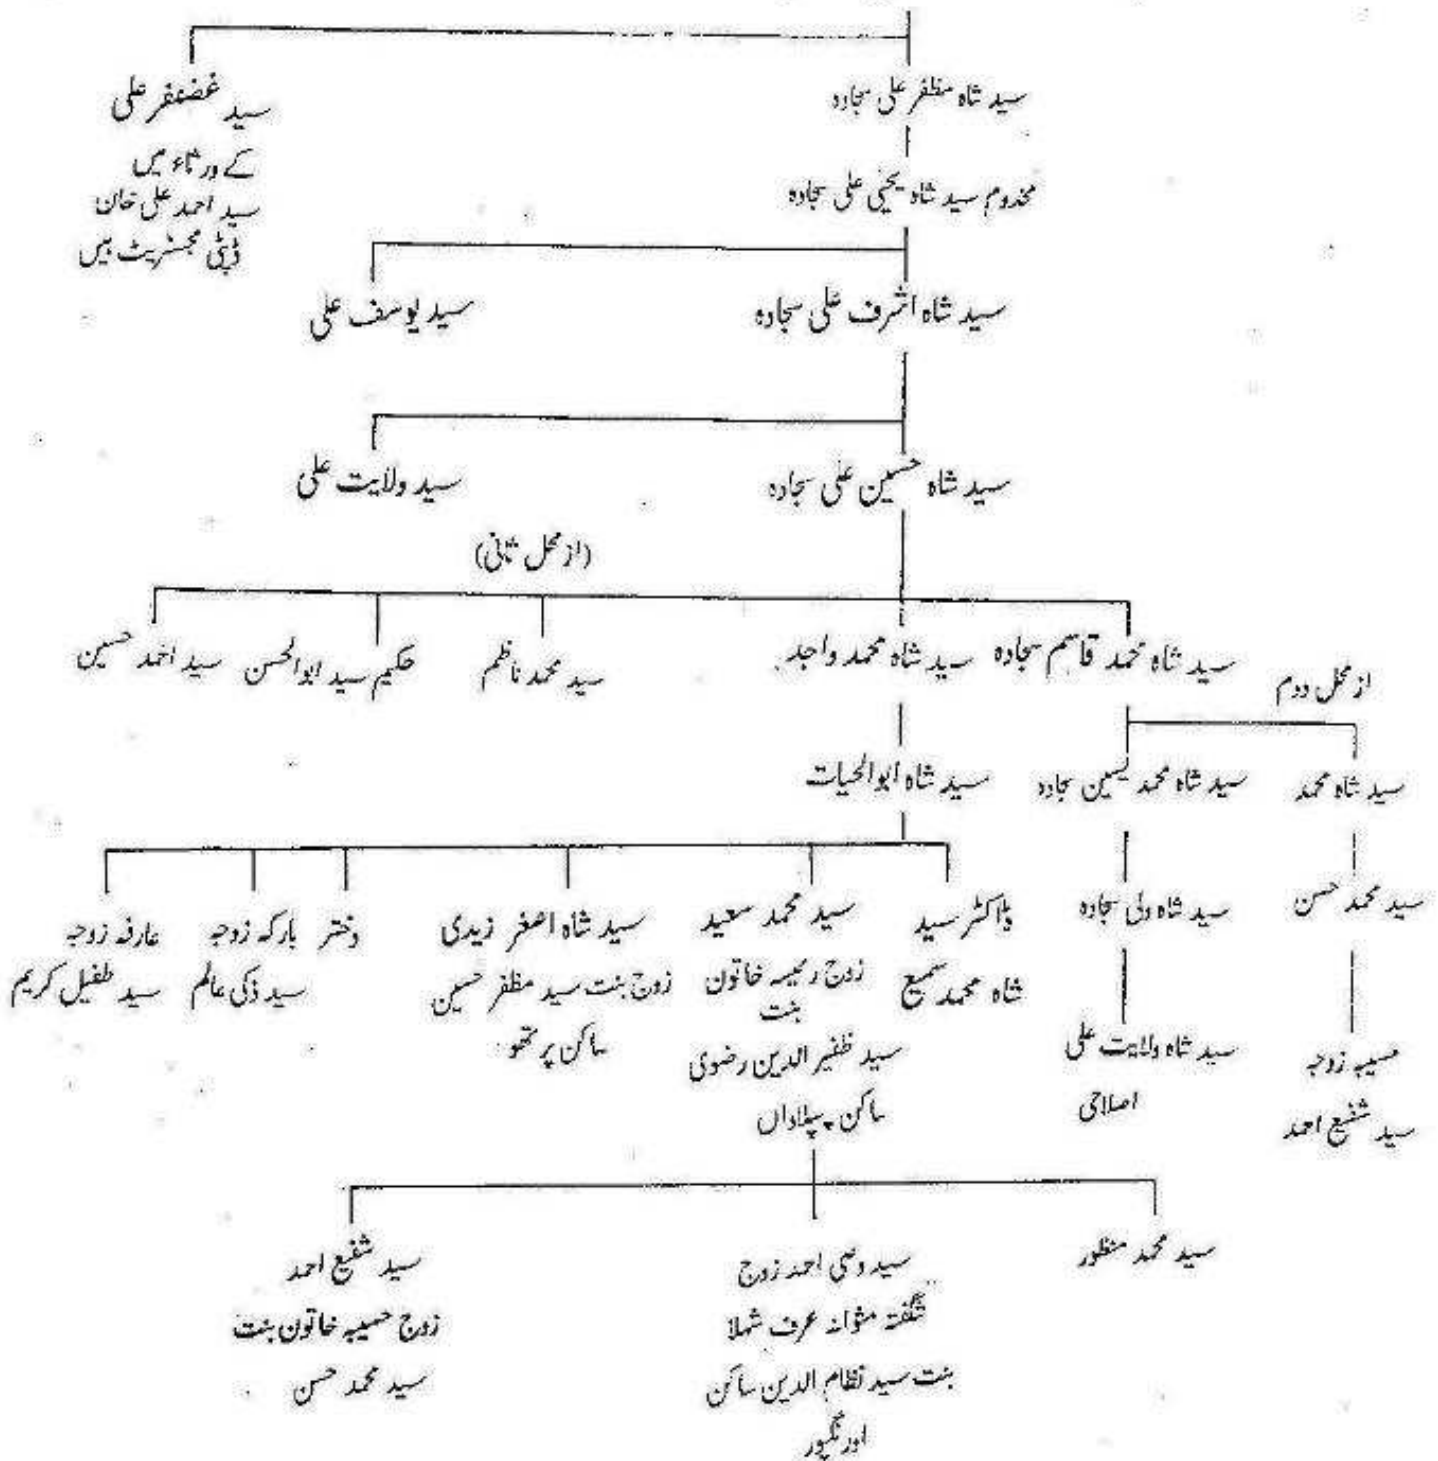 سید شاہ مظفر علی سجادہ
سید غضنفر علی
کے ورثاء میں
سید احمد علی خان
ڈپٹی مجسٹریٹ ہیں
مخدوم سید شاہ یحیٰی علی سجادہ
سید شاہ اشرف علی سجادہ
سید یوسف علی
سید شاہ حسین علی سجادہ
سید ولایت علی
(از محل ثانی)
سید شاہ محمد قاسم سجادہ
سید شاہ محمد واجد
سید محمد ناظم
حکیم سید ابوالحسن
سید احمد حسین
از محل دوم
سید شاہ محمد
سید شاہ محمد یٰسین سجادہ
سید شاہ ابوالحیات
سید محمد حسن
سید شاہ ولی سجادہ
ڈاکٹر سید
شاہ محمد سمیع
سید محمد سعید
زوج رحیمہ خاتون
بنت
سید ظفیر الدین رضوی
ساکن پیلاداں
سید شاہ اصغر زیدی
زوج بنت سید مظفر حسین
ساکن پرتھو
دختر
بارکہ زوجہ
سید ذکی عالم
عارفہ زوجہ
سید طفیل کریم
حسیبہ زوجہ
سید شفیع احمد
سید شاہ ولایت علی
اصلاحی
سید محمد منظور
سید وصی احمد زوج
شگفتہ عرف شہلا
بنت سید نظام الدین ساکن
اورنگپور
سید شفیع احمد
زوج حسیبہ خاتون بنت
سید محمد حسن